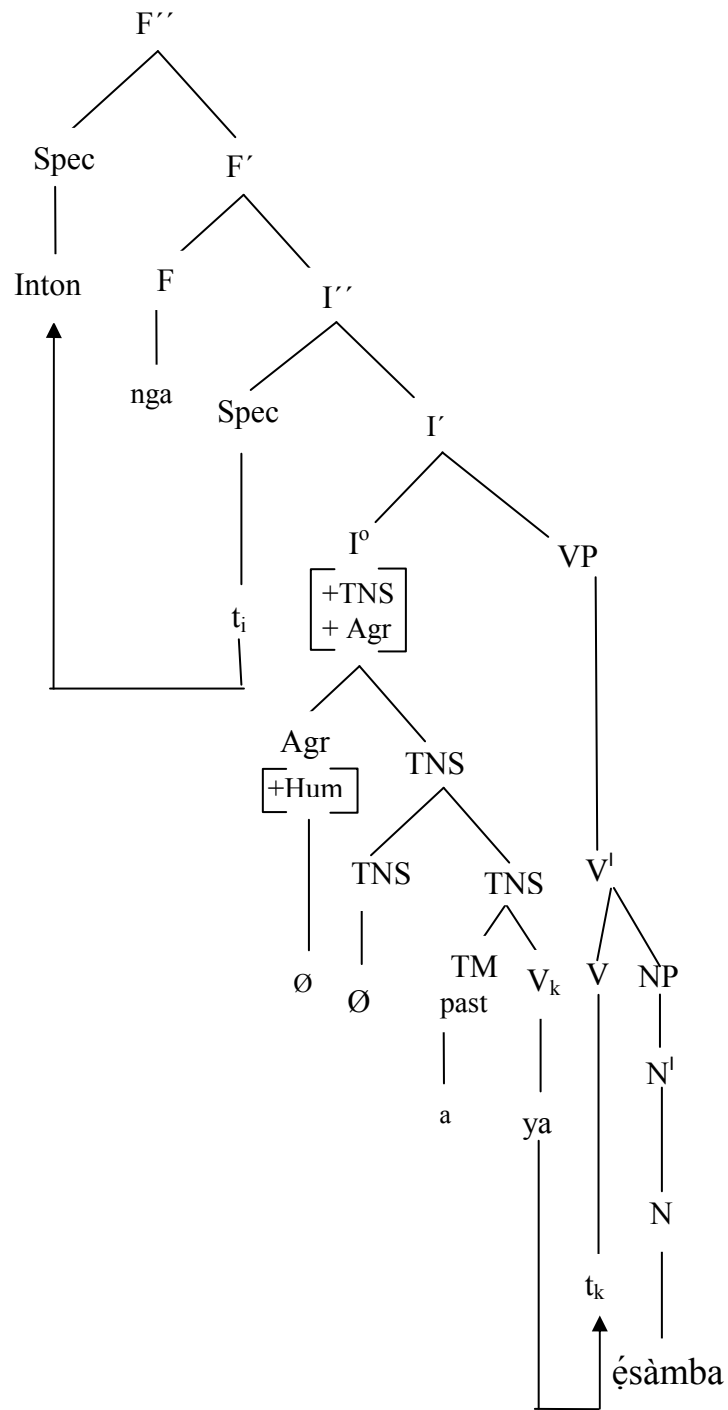 F´´
Spec F´
Inton F I´´
nga Spec I´
Iº VP
ti +TNS
+ Agr
Agr TNS
+Hum
TNS TNS Vˡ
ø Ø TM Vk V NP
past
Nˡ
a ya
N
tk
ẹ́sàmba